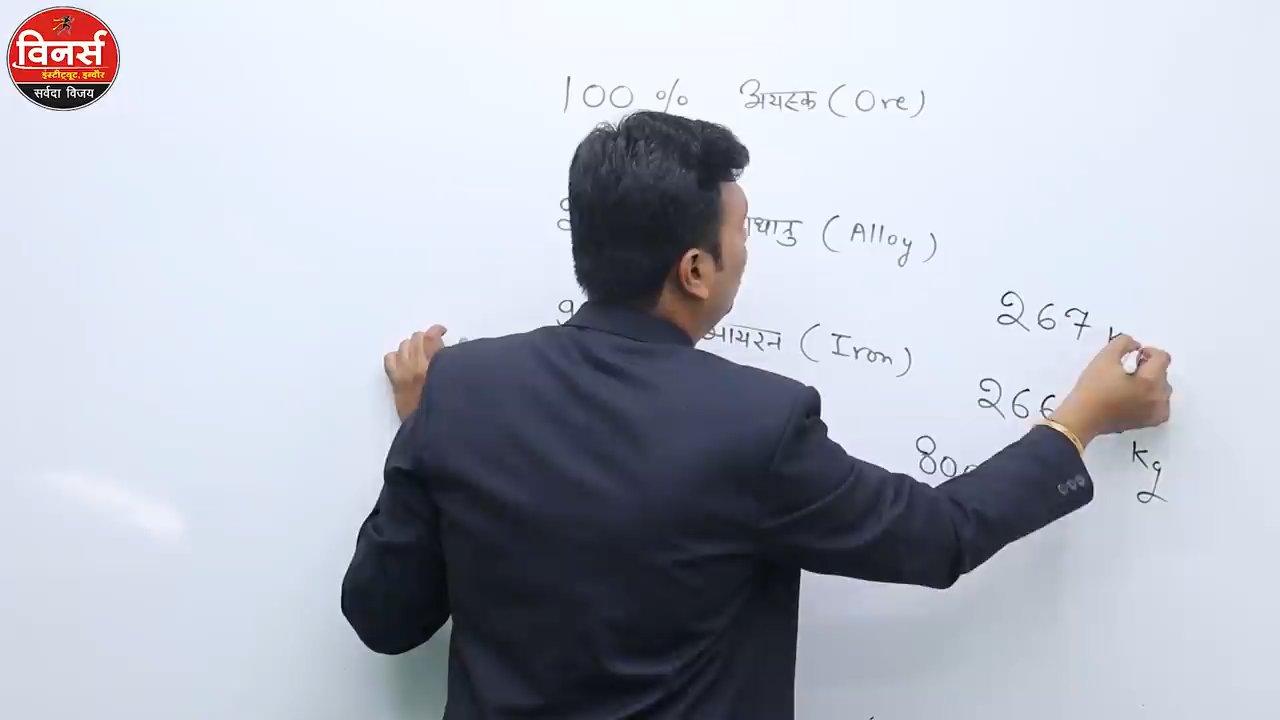 विनर्स
इंस्टीट्यूट, इन्दौर
सर्वदा विजय
100 % अयस्क (Ore)
(Alloy)
आयरन (Iron)
267
266
kg